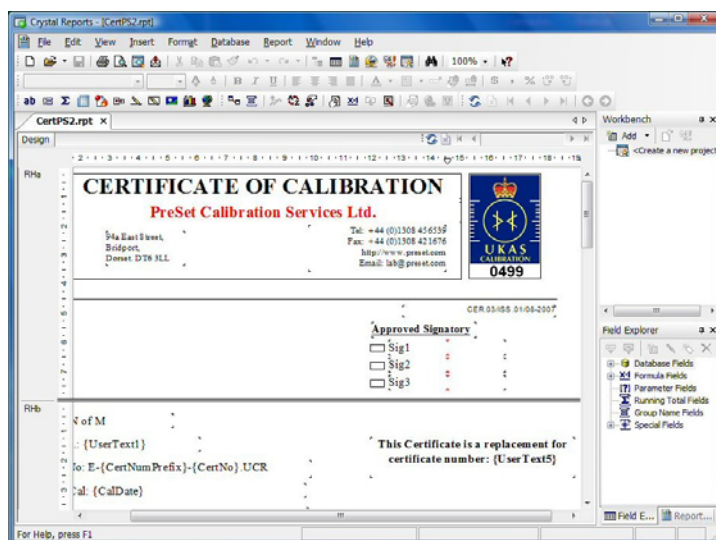 Crystal Reports - [CertPS2.rpt]
File Edit View Insert Format Database Report Window Help
100%
CertPS2.rpt
Design
Workbench
Add
<Create a new project
RHa
CERTIFICATE OF CALIBRATION
PreSet Calibration Services Ltd.
94a East Street,
Bridport,
Dorset. DT6 3LL
Tel: +44 (0)1308 456539
Fax: +44 (0)1308 421676
http://www.preset.com
Email: lab@preset.com
UKAS
CALIBRATION
0499
CER.03/ISS.01/08-2007
Approved Signatory
Sig1
Sig2
Sig3
Field Explorer
Database Fields
Formula Fields
Parameter Fields
Running Total Fields
Group Name Fields
Special Fields
RHb
N of M
.: {UserText1}
No: E-{CertNumPrefix}-{CertNo}.UCR
Cal: {CalDate}
This Certificate is a replacement for
certificate number: {UserText5}
Field E... Report...
For Help, press F1